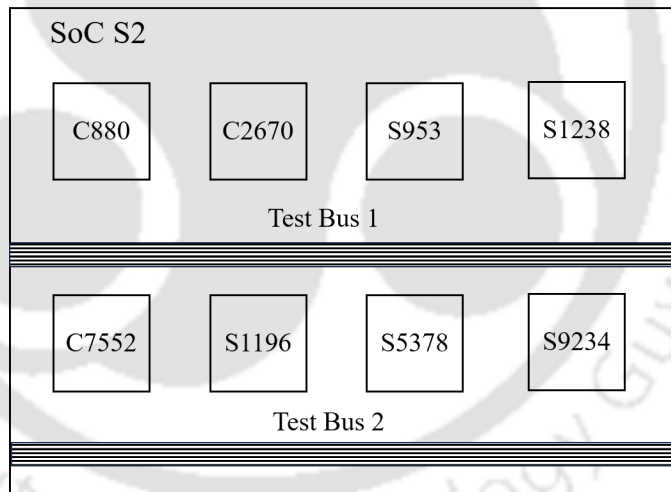 SoC S2
C880 C2670 S953 S1238
Test Bus 1
C7552 S1196 S5378 S9234
Test Bus 2